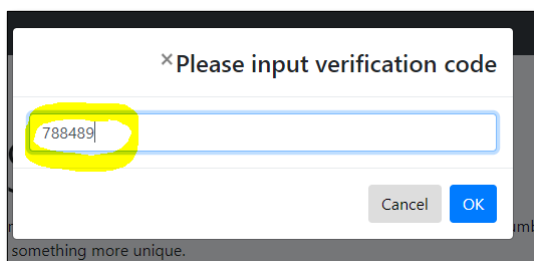 ×Please input verification code
788489
Cancel OK
something more unique.